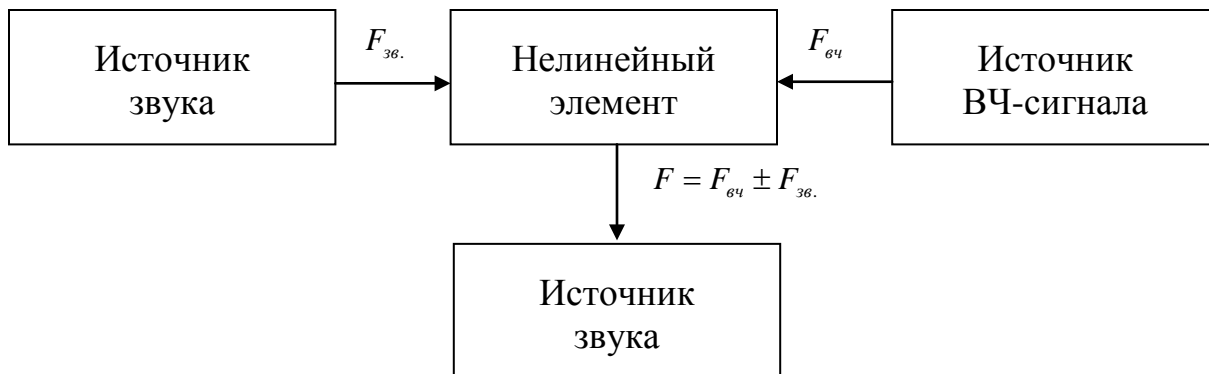 Источник
звука
F_зв.
Нелинейный
элемент
F_вч
Источник
ВЧ-сигнала
F = F_вч ± F_зв.
Источник
звука